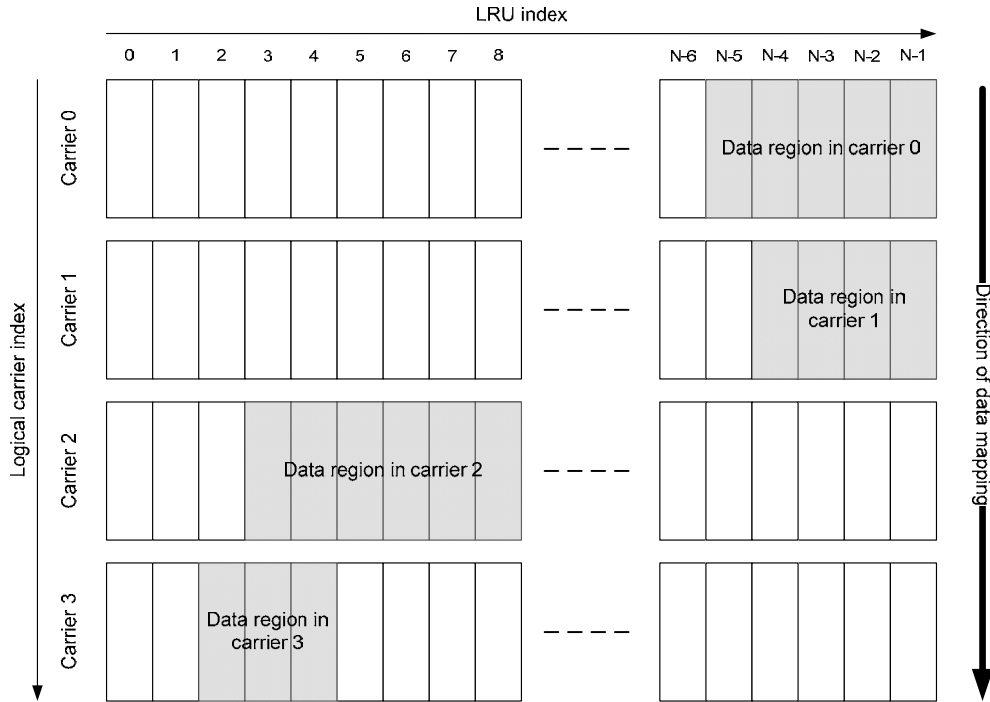 LRU index
0 1 2 3 4 5 6 7 8 N-6 N-5 N-4 N-3 N-2 N-1
Carrier 0
Data region in carrier 0
Carrier 1
Data region in
carrier 1
Logical carrier index
Direction of data mapping
Carrier 2
Data region in carrier 2
Carrier 3
Data region in
carrier 3